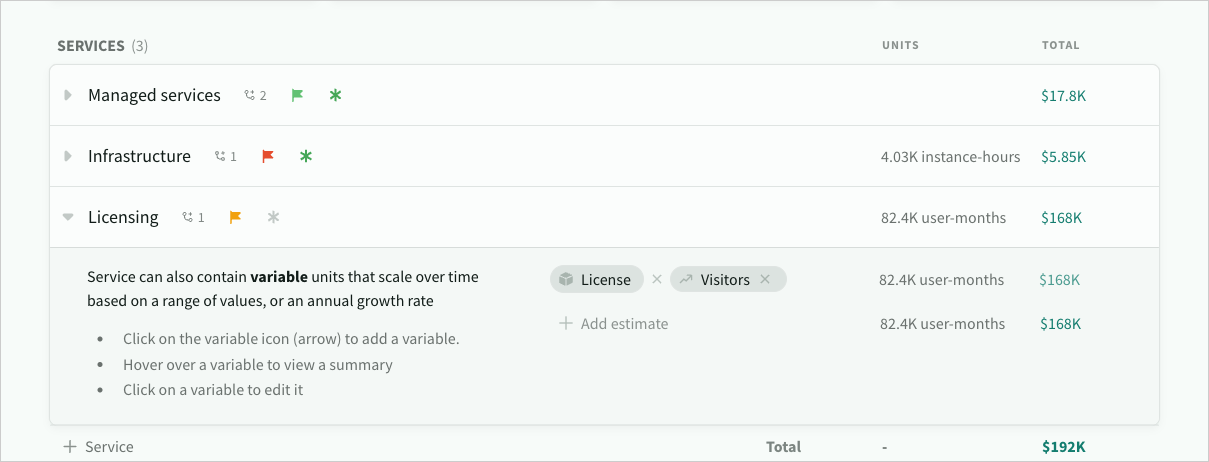 SERVICES (3) UNITS TOTAL
Managed services 2 $17.8K
Infrastructure 1 4.03K instance-hours $5.85K
Licensing 1 82.4K user-months $168K
Service can also contain variable units that scale over time
based on a range of values, or an annual growth rate
License × Visitors × 82.4K user-months $168K
+ Add estimate 82.4K user-months $168K
• Click on the variable icon (arrow) to add a variable.
• Hover over a variable to view a summary
• Click on a variable to edit it
+ Service Total - $192K